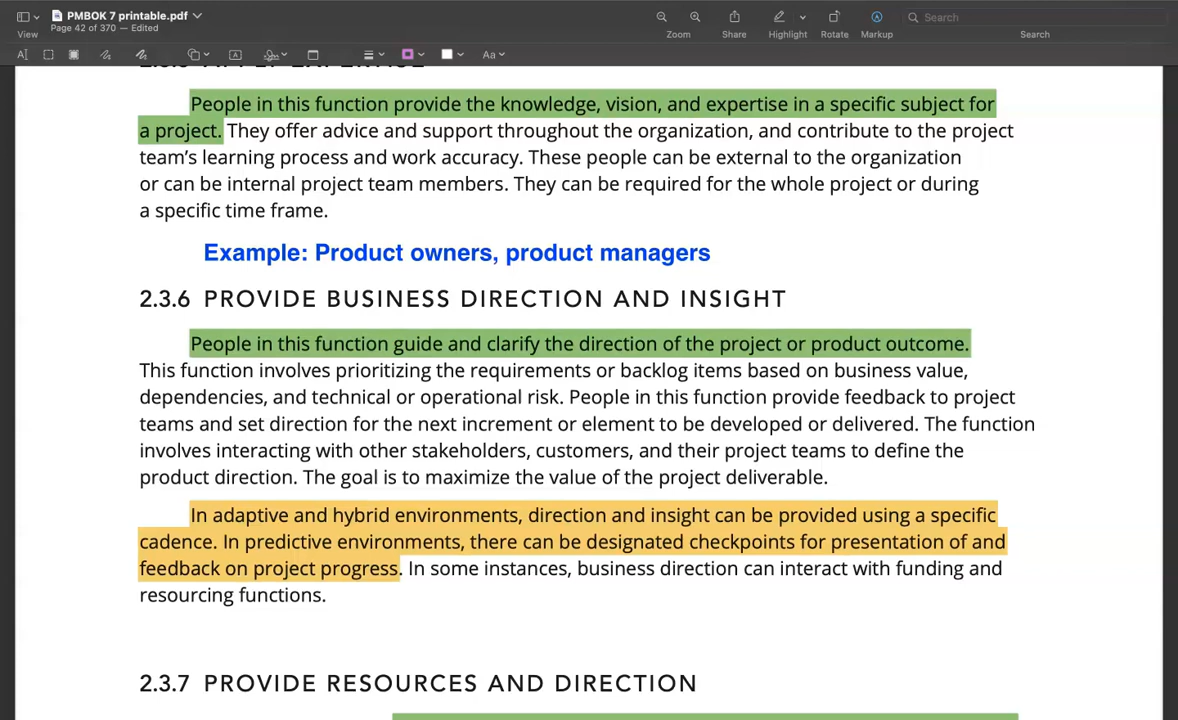 PMBOK 7 printable.pdf
Page 42 of 370 — Edited
View
Zoom
Share
Highlight
Rotate
Markup
Search
Search
Aa
2.3.5 APPLY EXPERTISE
People in this function provide the knowledge, vision, and expertise in a specific subject for
a project. They offer advice and support throughout the organization, and contribute to the project
team’s learning process and work accuracy. These people can be external to the organization
or can be internal project team members. They can be required for the whole project or during
a specific time frame.
Example: Product owners, product managers
2.3.6 PROVIDE BUSINESS DIRECTION AND INSIGHT
People in this function guide and clarify the direction of the project or product outcome.
This function involves prioritizing the requirements or backlog items based on business value,
dependencies, and technical or operational risk. People in this function provide feedback to project
teams and set direction for the next increment or element to be developed or delivered. The function
involves interacting with other stakeholders, customers, and their project teams to define the
product direction. The goal is to maximize the value of the project deliverable.
In adaptive and hybrid environments, direction and insight can be provided using a specific
cadence. In predictive environments, there can be designated checkpoints for presentation of and
feedback on project progress. In some instances, business direction can interact with funding and
resourcing functions.
2.3.7 PROVIDE RESOURCES AND DIRECTION